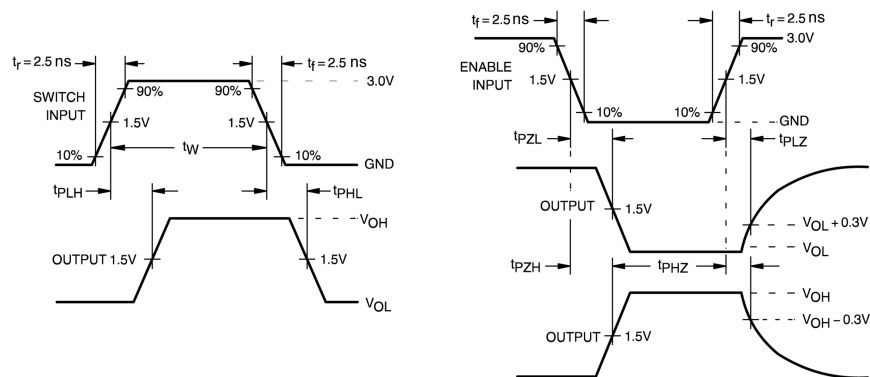 tr = 2.5 ns
tf = 2.5 ns
3.0V
SWITCH
INPUT
90%
90%
1.5V
1.5V
tW
10%
10%
GND
tPLH
tPHL
VOH
OUTPUT 1.5V
1.5V
VOL
tf = 2.5 ns
tr = 2.5 ns
3.0V
90%
90%
ENABLE
INPUT
1.5V
1.5V
10%
10%
GND
tPZL
tPLZ
OUTPUT
1.5V
VOL + 0.3V
VOL
tPZH
tPHZ
VOH
VOH – 0.3V
OUTPUT
1.5V